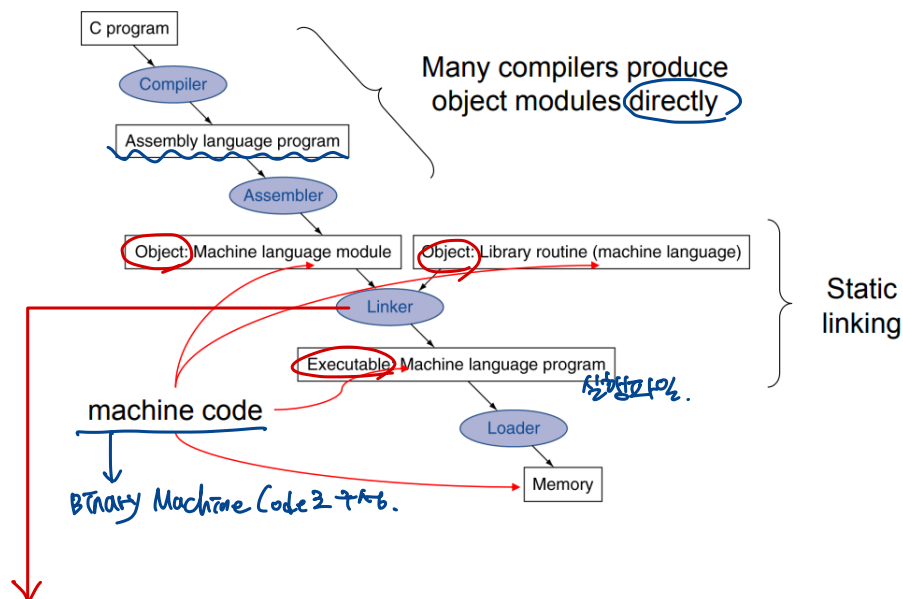 C program
Compiler
Many compilers produce
object modules directly
Assembly language program
Assembler
Object: Machine language module
Object: Library routine (machine language)
Linker
Static
linking
Executable: Machine language program
실행파일.
machine code
Loader
Memory
Binary Machine Code로 구성.